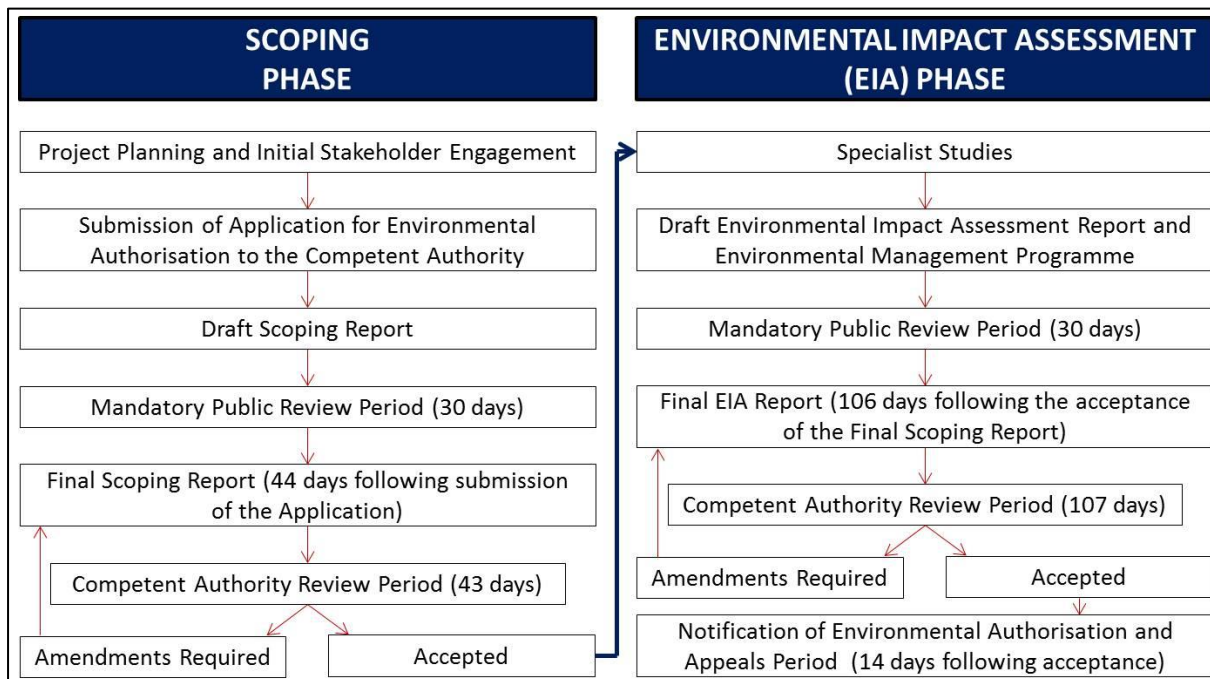 SCOPING
PHASE
Project Planning and Initial Stakeholder Engagement
Submission of Application for Environmental
Authorisation to the Competent Authority
Draft Scoping Report
Mandatory Public Review Period (30 days)
Final Scoping Report (44 days following submission
of the Application)
Competent Authority Review Period (43 days)
Amendments Required
Accepted
ENVIRONMENTAL IMPACT ASSESSMENT
(EIA) PHASE
Specialist Studies
Draft Environmental Impact Assessment Report and
Environmental Management Programme
Mandatory Public Review Period (30 days)
Final EIA Report (106 days following the acceptance
of the Final Scoping Report)
Competent Authority Review Period (107 days)
Amendments Required
Accepted
Notification of Environmental Authorisation and
Appeals Period (14 days following acceptance)